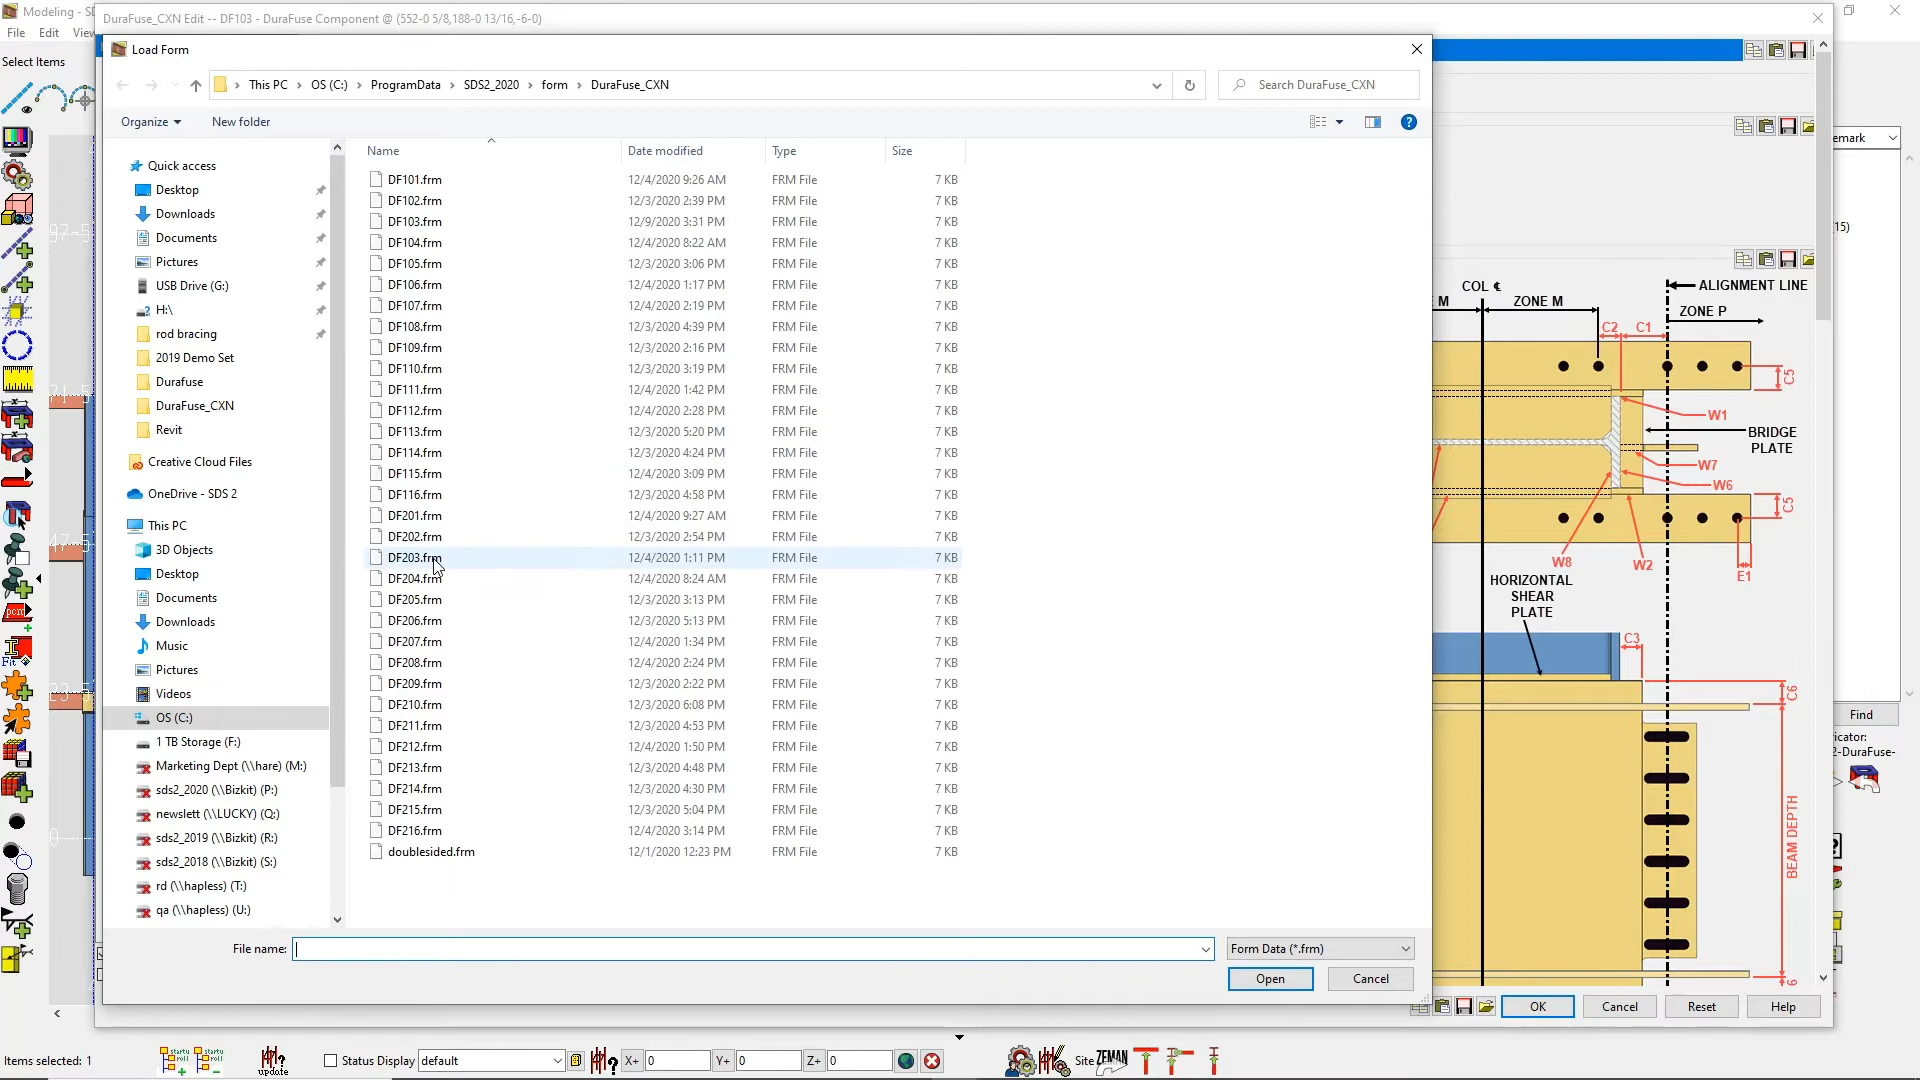 Modeling - S
DuraFuse_CXN Edit -- DF103 - DuraFuse Component @ (552-0 5/8,188-0 13/16,-6-0)
File Edit View
Load Form
Select Items
This PC > OS (C:) > ProgramData > SDS2_2020 > form > DuraFuse_CXN
Search DuraFuse_CXN
Organize New folder
Name Date modified Type Size
Quick access
Desktop
Downloads
Documents
Pictures
USB Drive (G:)
H:\
rod bracing
2019 Demo Set
Durafuse
DuraFuse_CXN
Revit
Creative Cloud Files
OneDrive - SDS 2
This PC
3D Objects
Desktop
Documents
Downloads
Music
Pictures
Videos
OS (C:)
1 TB Storage (F:)
Marketing Dept (\\hare) (M:)
sds2_2020 (\\Bizkit) (P:)
newslett (\\LUCKY) (Q:)
sds2_2019 (\\Bizkit) (R:)
sds2_2018 (\\Bizkit) (S:)
rd (\\hapless) (T:)
qa (\\hapless) (U:)
DF101.frm 12/4/2020 9:26 AM FRM File 7 KB
DF102.frm 12/3/2020 2:39 PM FRM File 7 KB
DF103.frm 12/9/2020 3:31 PM FRM File 7 KB
DF104.frm 12/4/2020 8:22 AM FRM File 7 KB
DF105.frm 12/3/2020 3:06 PM FRM File 7 KB
DF106.frm 12/4/2020 1:17 PM FRM File 7 KB
DF107.frm 12/4/2020 2:19 PM FRM File 7 KB
DF108.frm 12/3/2020 4:39 PM FRM File 7 KB
DF109.frm 12/3/2020 2:16 PM FRM File 7 KB
DF110.frm 12/3/2020 3:19 PM FRM File 7 KB
DF111.frm 12/4/2020 1:42 PM FRM File 7 KB
DF112.frm 12/4/2020 2:28 PM FRM File 7 KB
DF113.frm 12/3/2020 5:20 PM FRM File 7 KB
DF114.frm 12/3/2020 4:24 PM FRM File 7 KB
DF115.frm 12/4/2020 3:09 PM FRM File 7 KB
DF116.frm 12/3/2020 4:58 PM FRM File 7 KB
DF201.frm 12/4/2020 9:27 AM FRM File 7 KB
DF202.frm 12/3/2020 2:54 PM FRM File 7 KB
DF203.frm 12/4/2020 1:11 PM FRM File 7 KB
DF204.frm 12/4/2020 8:24 AM FRM File 7 KB
DF205.frm 12/3/2020 3:13 PM FRM File 7 KB
DF206.frm 12/3/2020 5:13 PM FRM File 7 KB
DF207.frm 12/4/2020 1:34 PM FRM File 7 KB
DF208.frm 12/4/2020 2:24 PM FRM File 7 KB
DF209.frm 12/3/2020 2:22 PM FRM File 7 KB
DF210.frm 12/3/2020 6:08 PM FRM File 7 KB
DF211.frm 12/3/2020 4:53 PM FRM File 7 KB
DF212.frm 12/4/2020 1:50 PM FRM File 7 KB
DF213.frm 12/3/2020 4:48 PM FRM File 7 KB
DF214.frm 12/3/2020 4:30 PM FRM File 7 KB
DF215.frm 12/3/2020 5:04 PM FRM File 7 KB
DF216.frm 12/4/2020 3:14 PM FRM File 7 KB
doublesided.frm 12/1/2020 12:23 PM FRM File 7 KB
File name: Form Data (*.frm)
Open Cancel
emark
15)
COL ℄
ALIGNMENT LINE
M ZONE M
ZONE P
C2 C1
C5
W1
BRIDGE
PLATE
W7
W6
C5
W8
W2
E1
HORIZONTAL
SHEAR
PLATE
C3
C6
BEAM DEPTH
6
Find
icator:
2-DuraFuse-
OK Cancel Reset Help
Items selected: 1
startu
roll
startu
roll
update
Status Display default
X+ 0 Y+ 0 Z+ 0
Site ZEMAN
pcm
Fit